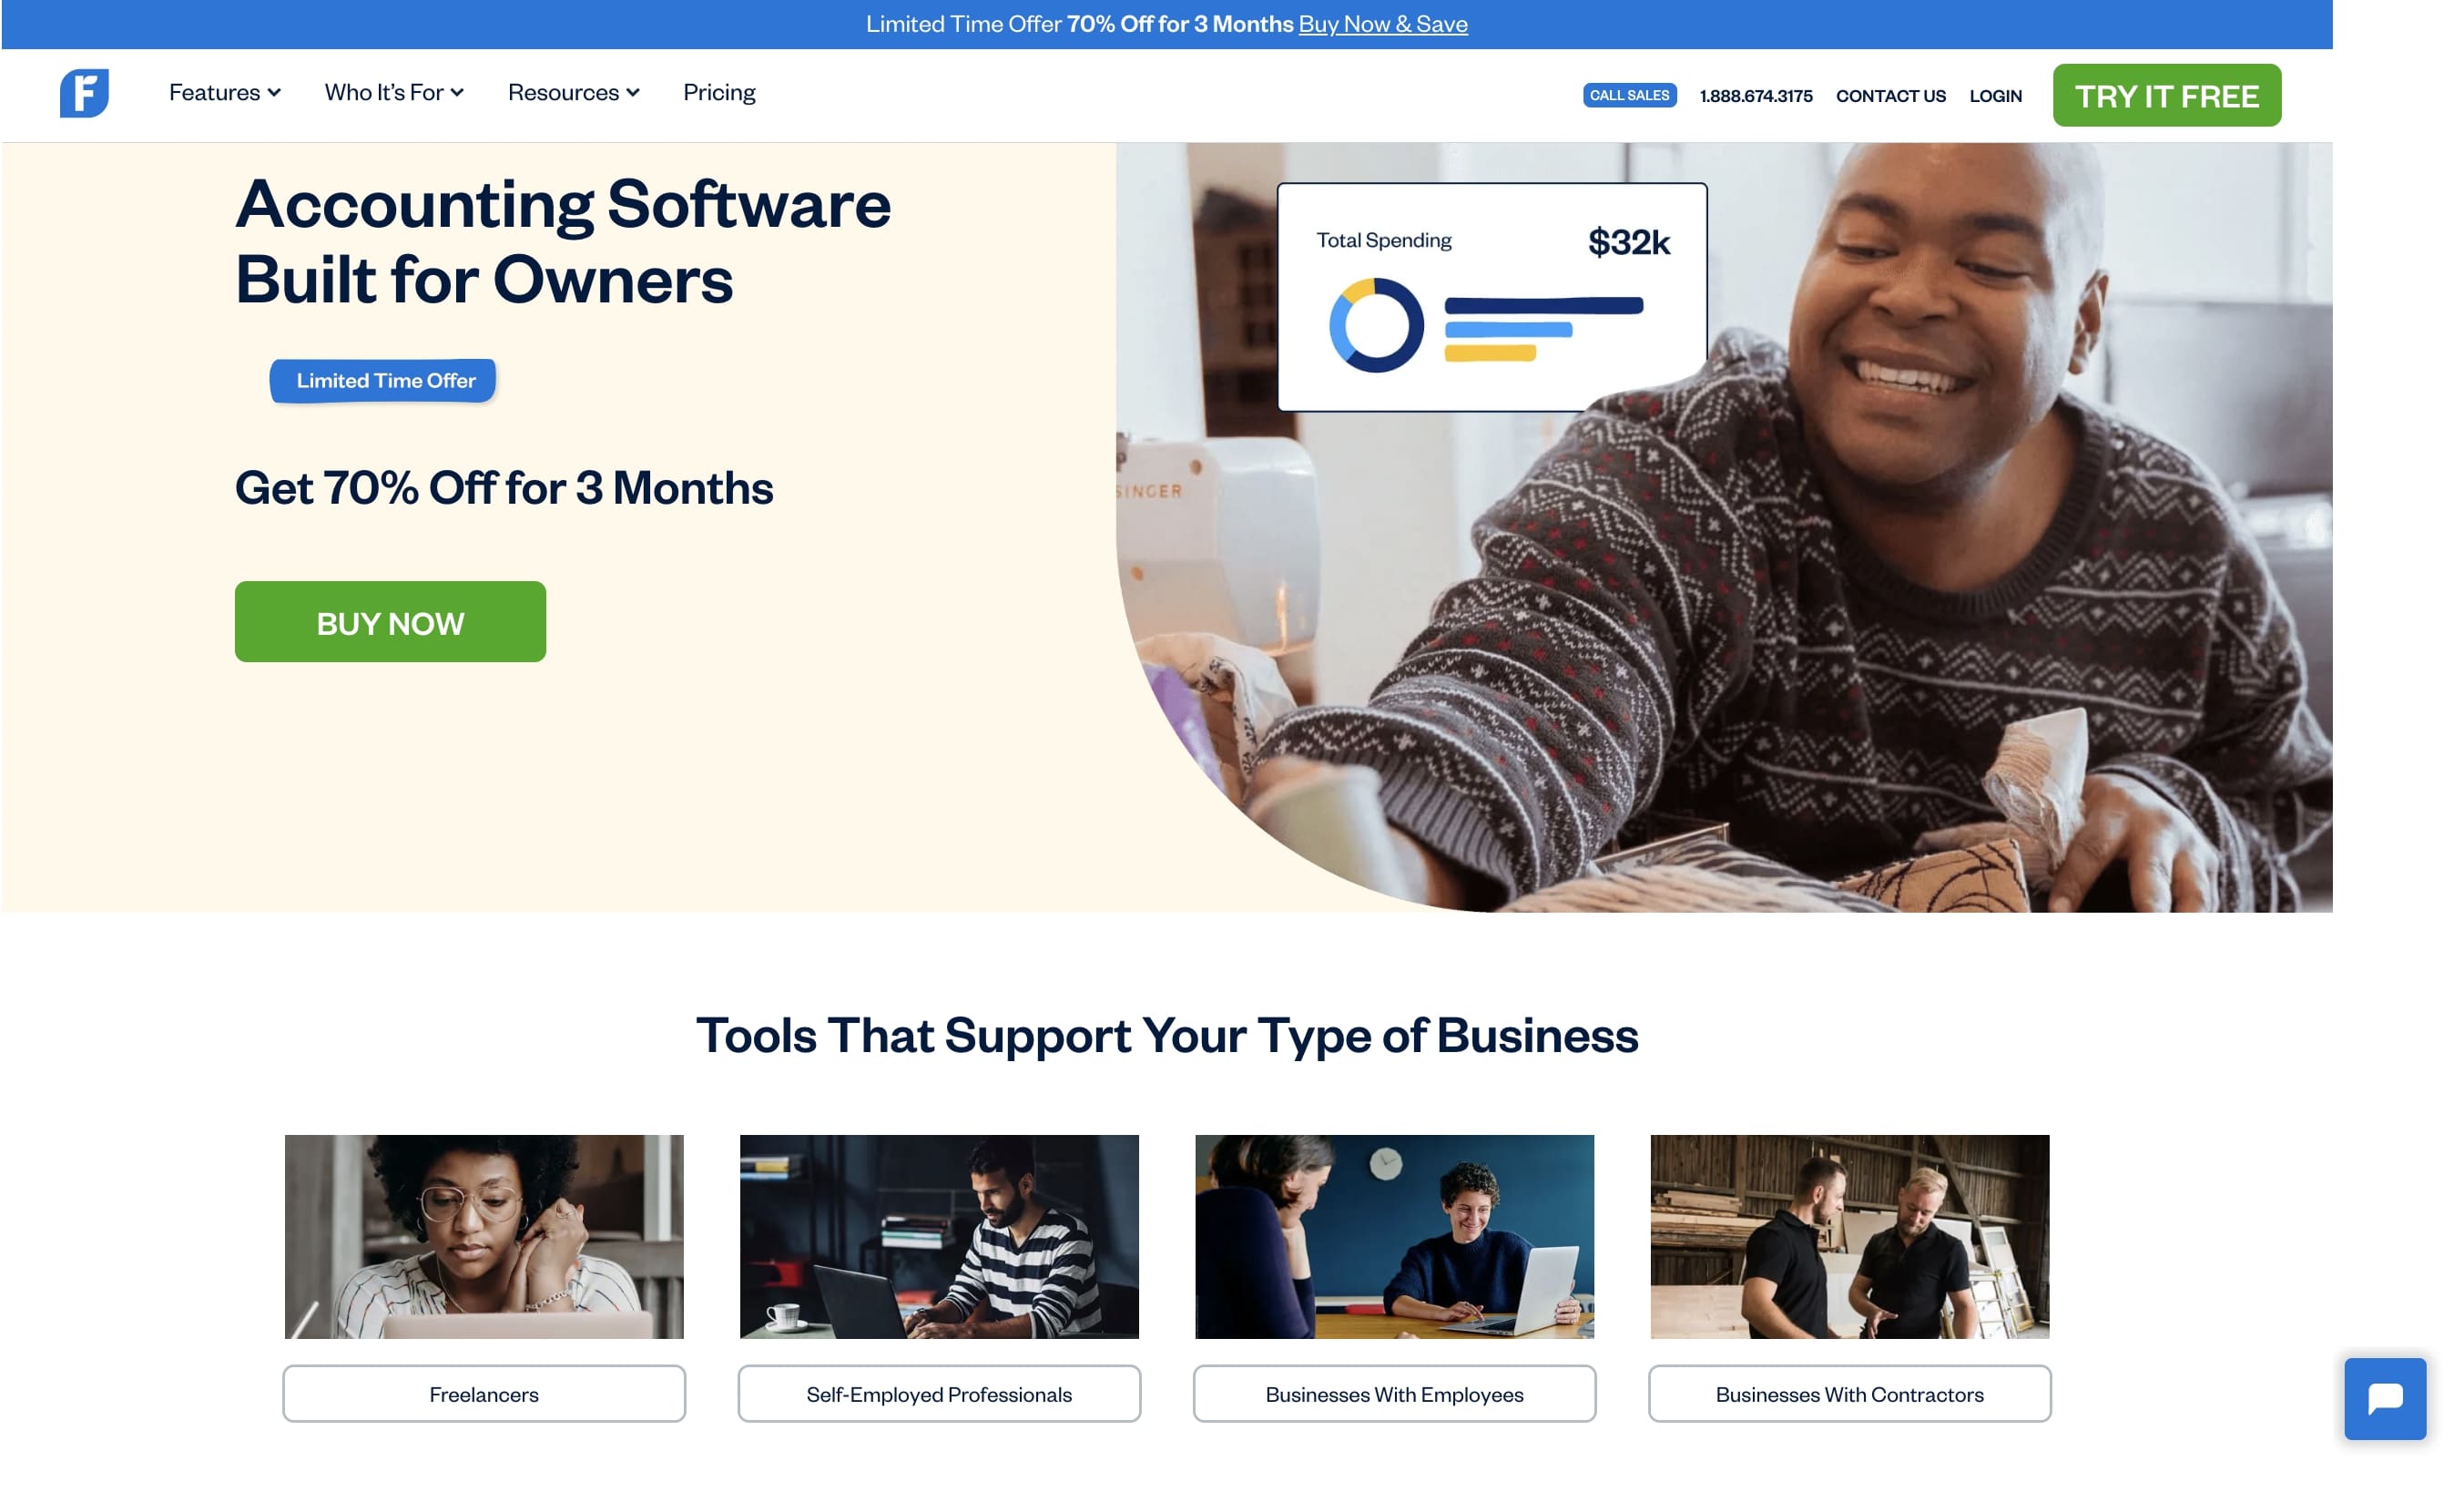 Limited Time Offer 70% Off for 3 Months Buy Now & Save
F
Features
Who It's For
Resources
Pricing
CALL SALES
1.888.674.3175
CONTACT US
LOGIN
TRY IT FREE
Accounting Software
Built for Owners
Limited Time Offer
Get 70% Off for 3 Months
BUY NOW
Total Spending
$32k
SINGER
Tools That Support Your Type of Business
Freelancers
Self-Employed Professionals
Businesses With Employees
Businesses With Contractors